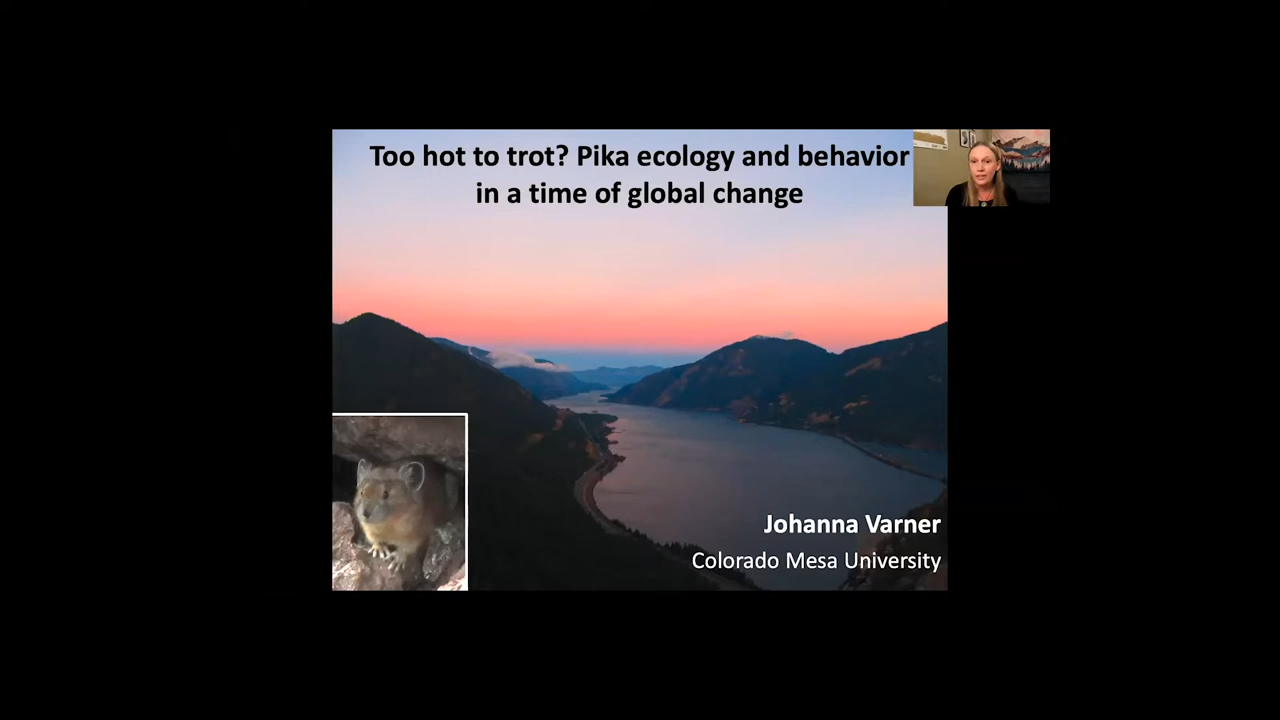 Too hot to trot? Pika ecology and behavior
in a time of global change
Johanna Varner
Colorado Mesa University